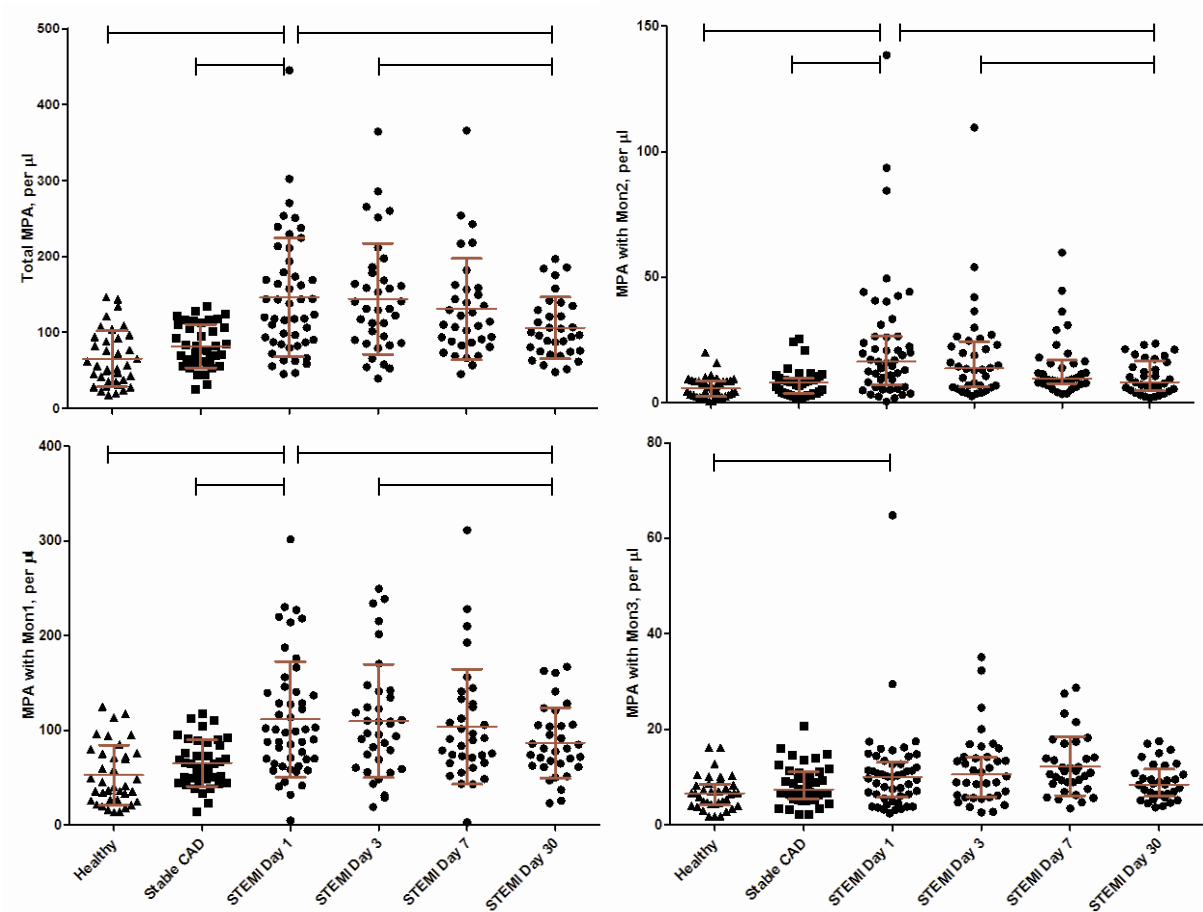 500
400
300
200
100
0
Total MPA, per µl
150
100
50
0
MPA with Mon2, per µl
400
300
200
100
0
MPA with Mon1, per µl
Healthy
Stable CAD
STEMI Day 1
STEMI Day 3
STEMI Day 7
STEMI Day 30
80
60
40
20
0
MPA with Mon3, per µl
Healthy
Stable CAD
STEMI Day 1
STEMI Day 3
STEMI Day 7
STEMI Day 30